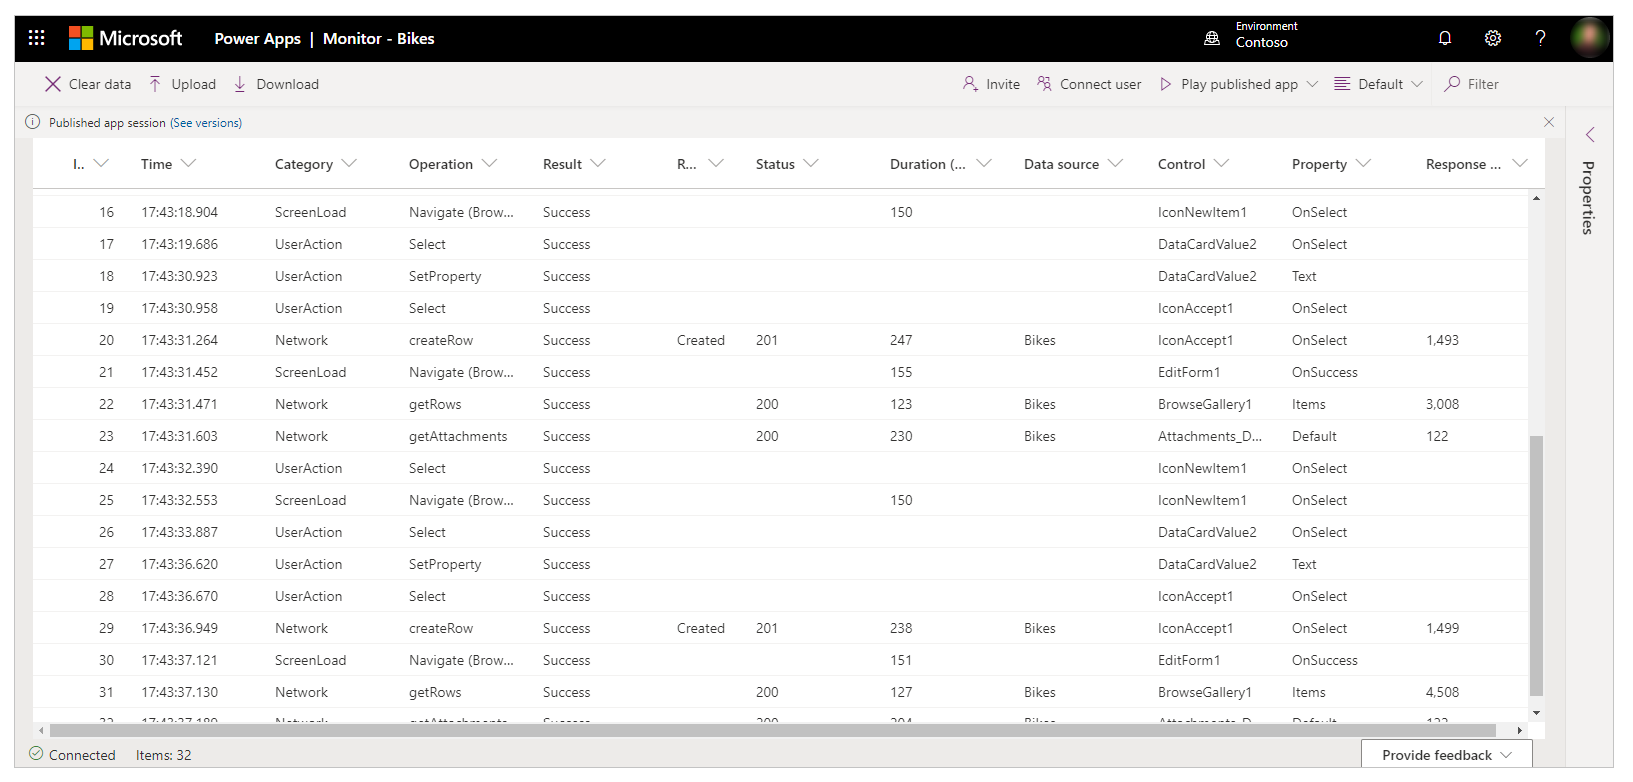 Microsoft Power Apps | Monitor - Bikes Environment Contoso ?
Clear data Upload Download Invite Connect user Play published app Default Filter
Published app session (See versions)
I.. Time Category Operation Result R... Status Duration (... Data source Control Property Response ...
16 17:43:18.904 ScreenLoad Navigate (Brow... Success 150 IconNewItem1 OnSelect
17 17:43:19.686 UserAction Select Success DataCardValue2 OnSelect
18 17:43:30.923 UserAction SetProperty Success DataCardValue2 Text
19 17:43:30.958 UserAction Select Success IconAccept1 OnSelect
20 17:43:31.264 Network createRow Success Created 201 247 Bikes IconAccept1 OnSelect 1,493
21 17:43:31.452 ScreenLoad Navigate (Brow... Success 155 EditForm1 OnSuccess
22 17:43:31.471 Network getRows Success 200 123 Bikes BrowseGallery1 Items 3,008
23 17:43:31.603 Network getAttachments Success 200 230 Bikes Attachments_D... Default 122
24 17:43:32.390 UserAction Select Success IconNewItem1 OnSelect
25 17:43:32.553 ScreenLoad Navigate (Brow... Success 150 IconNewItem1 OnSelect
26 17:43:33.887 UserAction Select Success DataCardValue2 OnSelect
27 17:43:36.620 UserAction SetProperty Success DataCardValue2 Text
28 17:43:36.670 UserAction Select Success IconAccept1 OnSelect
29 17:43:36.949 Network createRow Success Created 201 238 Bikes IconAccept1 OnSelect 1,499
30 17:43:37.121 ScreenLoad Navigate (Brow... Success 151 EditForm1 OnSuccess
31 17:43:37.130 Network getRows Success 200 127 Bikes BrowseGallery1 Items 4,508
Properties
Connected Items: 32 Provide feedback